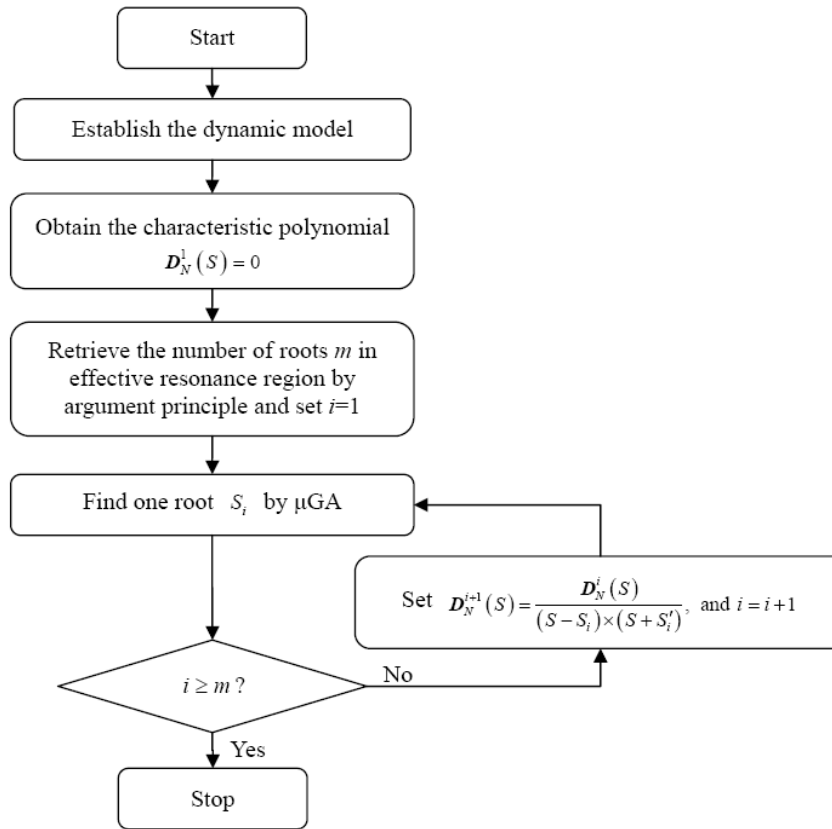 Start
Establish the dynamic model
Obtain the characteristic polynomial
D_N^1(S) = 0
Retrieve the number of roots m in
effective resonance region by
argument principle and set i=1
Find one root S_i by μGA
Set D_N^{i+1}(S) = D_N^i(S) / ((S−S_i)×(S+S_i′)), and i = i+1
i ≥ m ?
No
Yes
Stop